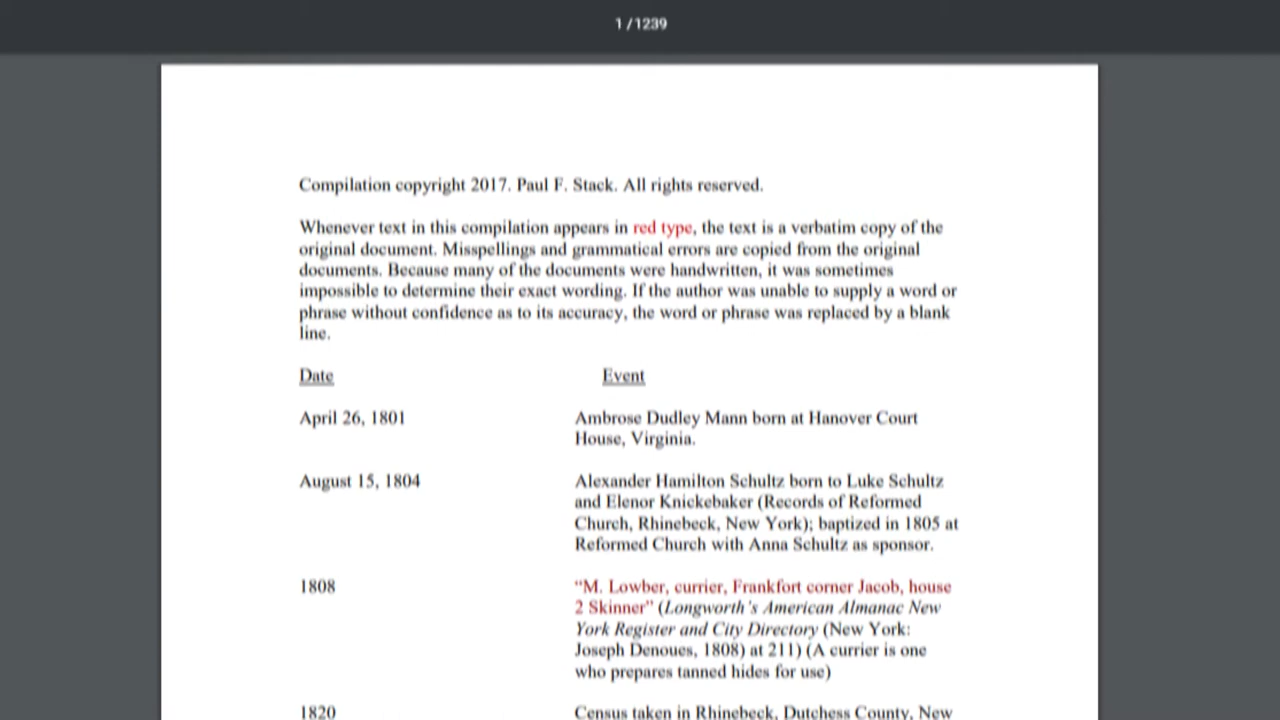 1 / 1239
Compilation copyright 2017. Paul F. Stack. All rights reserved.
Whenever text in this compilation appears in red type, the text is a verbatim copy of the
original document. Misspellings and grammatical errors are copied from the original
documents. Because many of the documents were handwritten, it was sometimes
impossible to determine their exact wording. If the author was unable to supply a word or
phrase without confidence as to its accuracy, the word or phrase was replaced by a blank
line.
Date Event
April 26, 1801 Ambrose Dudley Mann born at Hanover Court
House, Virginia.
August 15, 1804 Alexander Hamilton Schultz born to Luke Schultz
and Elenor Knickebaker (Records of Reformed
Church, Rhinebeck, New York); baptized in 1805 at
Reformed Church with Anna Schultz as sponsor.
1808 “M. Lowber, currier, Frankfort corner Jacob, house
2 Skinner” (Longworth’s American Almanac New
York Register and City Directory (New York:
Joseph Denoues, 1808) at 211) (A currier is one
who prepares tanned hides for use)
1820 Census taken in Rhinebeck, Dutchess County, New